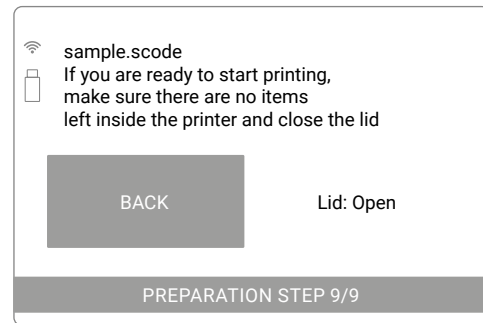 sample.scode
If you are ready to start printing,
make sure there are no items
left inside the printer and close the lid
BACK
Lid: Open
PREPARATION STEP 9/9